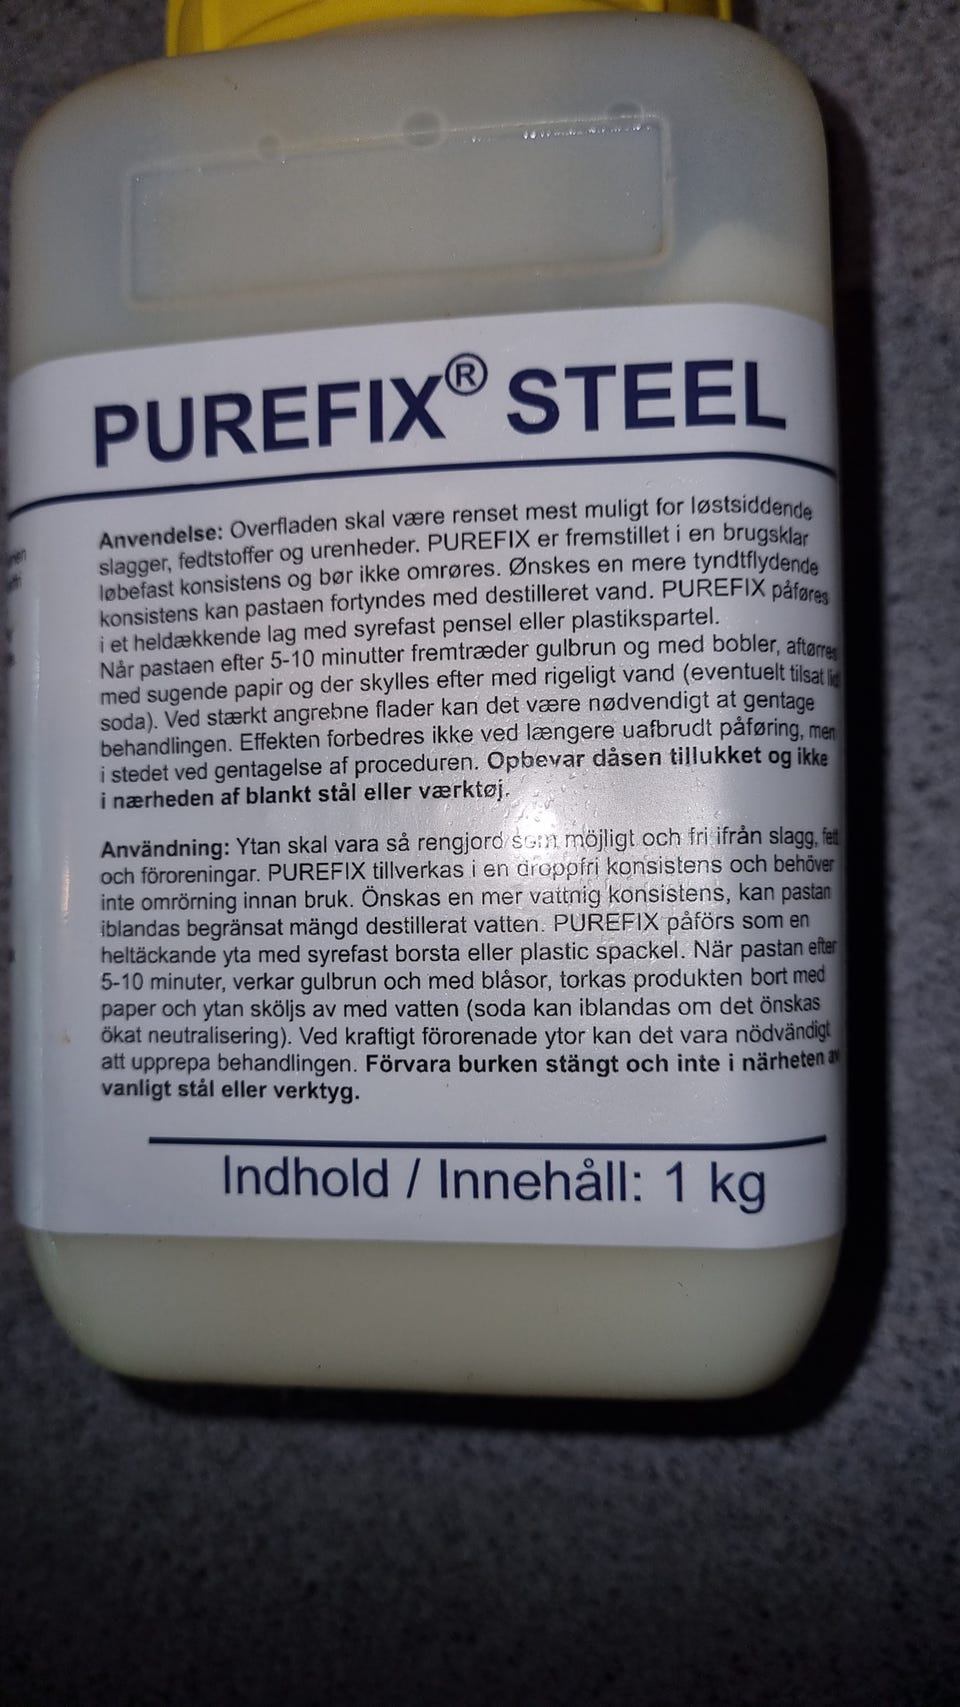 PUREFIX® STEEL
Anvendelse: Overfladen skal være renset mest muligt for løstsiddende
slagger, fedtstoffer og urenheder. PUREFIX er fremstillet i en brugsklar
løbefast konsistens og bør ikke omrøres. Ønskes en mere tyndtflydende
konsistens kan pastaen fortyndes med destilleret vand. PUREFIX påføres
i et heldækkende lag med syrefast pensel eller plastikspartel.
Når pastaen efter 5-10 minutter fremtræder gulbrun og med bobler, aftørres
med sugende papir og der skylles efter med rigeligt vand (eventuelt tilsat lidt
soda). Ved stærkt angrebne flader kan det være nødvendigt at gentage
behandlingen. Effekten forbedres ikke ved længere uafbrudt påføring, men
i stedet ved gentagelse af proceduren. Opbevar dåsen tillukket og ikke
i nærheden af blankt stål eller værktøj.
Användning: Ytan skal vara så rengjord som möjligt och fri ifrån slagg, fett
och föroreningar. PUREFIX tillverkas i en droppfri konsistens och behöver
inte omrörning innan bruk. Önskas en mer vattnig konsistens, kan pastan
iblandas begränsat mängd destillerat vatten. PUREFIX påförs som en
heltäckande yta med syrefast borsta eller plastic spackel. När pastan efter
5-10 minuter, verkar gulbrun och med blåsor, torkas produkten bort med
paper och ytan sköljs av med vatten (soda kan iblandas om det önskas
ökat neutralisering). Ved kraftigt förorenade ytor kan det vara nödvändigt
att upprepa behandlingen. Förvara burken stängt och inte i närheten av
vanligt stål eller verktyg.
Indhold / Innehåll: 1 kg